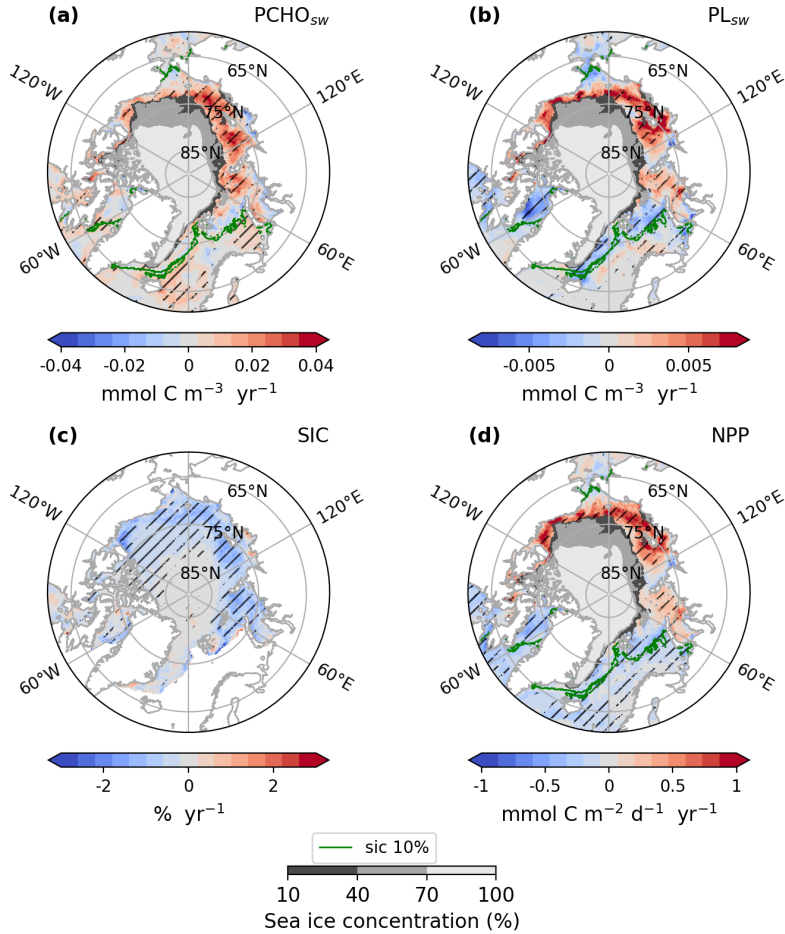 (a) PCHO$_{sw}$
65°N
75°N
85°N
120°W
120°E
60°W
60°E
-0.04 -0.02 0 0.02 0.04
mmol C m⁻³ yr⁻¹
(b) PL$_{sw}$
65°N
75°N
85°N
120°W
120°E
60°W
60°E
-0.005 0 0.005
mmol C m⁻³ yr⁻¹
(c) SIC
65°N
75°N
85°N
120°W
120°E
60°W
60°E
-2 0 2
% yr⁻¹
(d) NPP
65°N
75°N
85°N
120°W
120°E
60°W
60°E
-1 -0.5 0 0.5 1
mmol C m⁻² d⁻¹ yr⁻¹
sic 10%
10 40 70 100
Sea ice concentration (%)